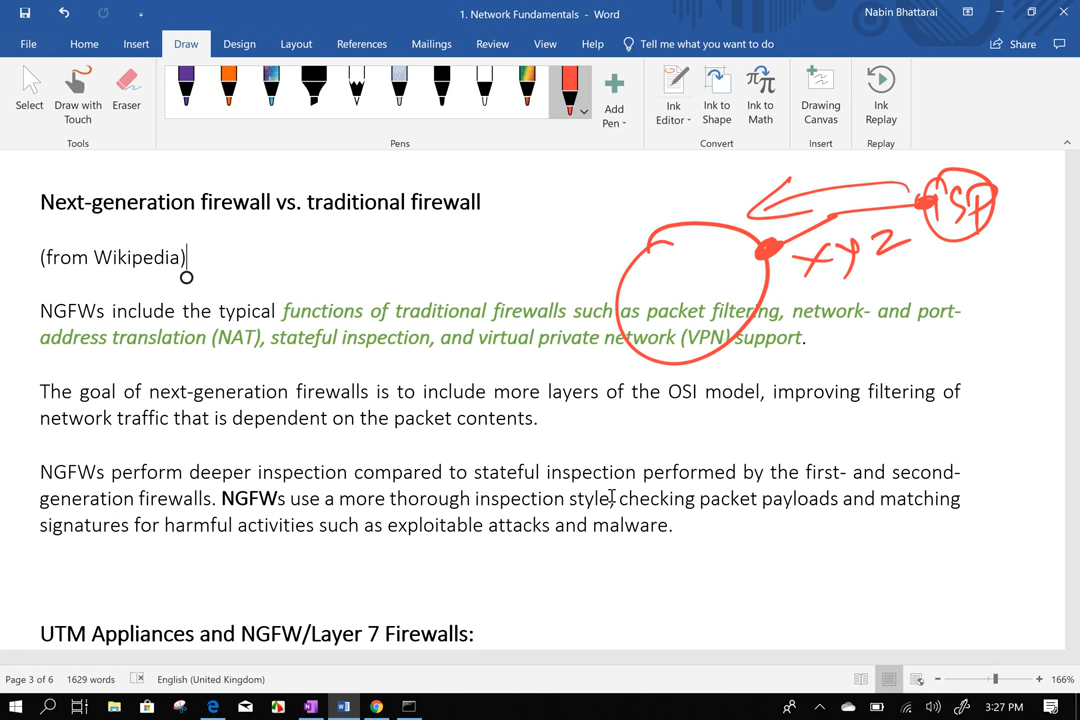 1. Network Fundamentals - Word
Nabin Bhattarai
File Home Insert Draw Design Layout References Mailings Review View Help Tell me what you want to do Share
Select
Draw with Touch
Eraser
Add Pen
Ink Editor
Ink to Shape
Ink to Math
Drawing Canvas
Ink Replay
Tools Pens Convert Insert Replay
Next-generation firewall vs. traditional firewall
ISP
xyz
(from Wikipedia)
NGFWs include the typical functions of traditional firewalls such as packet filtering, network- and port-
address translation (NAT), stateful inspection, and virtual private network (VPN) support.
The goal of next-generation firewalls is to include more layers of the OSI model, improving filtering of
network traffic that is dependent on the packet contents.
NGFWs perform deeper inspection compared to stateful inspection performed by the first- and second-
generation firewalls. NGFWs use a more thorough inspection style, checking packet payloads and matching
signatures for harmful activities such as exploitable attacks and malware.
UTM Appliances and NGFW/Layer 7 Firewalls:
Page 3 of 6 1629 words English (United Kingdom) 166%
3:27 PM